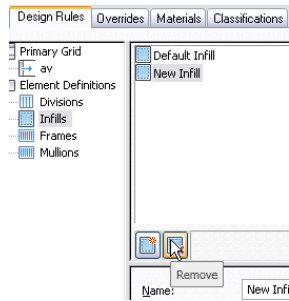 Design Rules Overrides Materials Classifications
Primary Grid
av
Element Definitions
Divisions
Infills
Frames
Mullions
Default Infill
New Infill
Remove
Name: New Infi